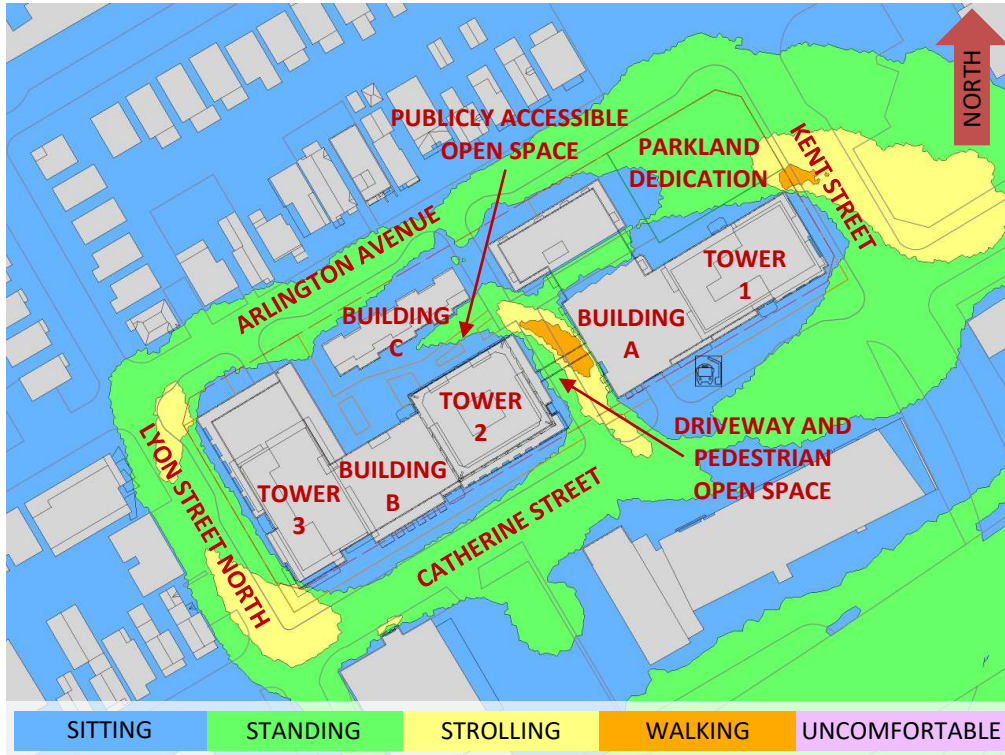 NORTH
PUBLICLY ACCESSIBLE
OPEN SPACE
PARKLAND
DEDICATION
KENT STREET
ARLINGTON AVENUE
TOWER
1
BUILDING
A
BUILDING
C
TOWER
2
DRIVEWAY AND
PEDESTRIAN
OPEN SPACE
LYON STREET NORTH
TOWER
3
BUILDING
B
CATHERINE STREET
SITTING
STANDING
STROLLING
WALKING
UNCOMFORTABLE